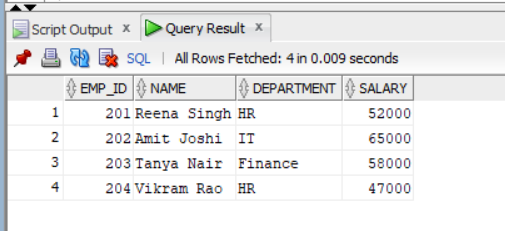 Script Output x Query Result x
SQL | All Rows Fetched: 4 in 0.009 seconds
EMP_ID NAME DEPARTMENT SALARY
1 201 Reena Singh HR 52000
2 202 Amit Joshi IT 65000
3 203 Tanya Nair Finance 58000
4 204 Vikram Rao HR 47000